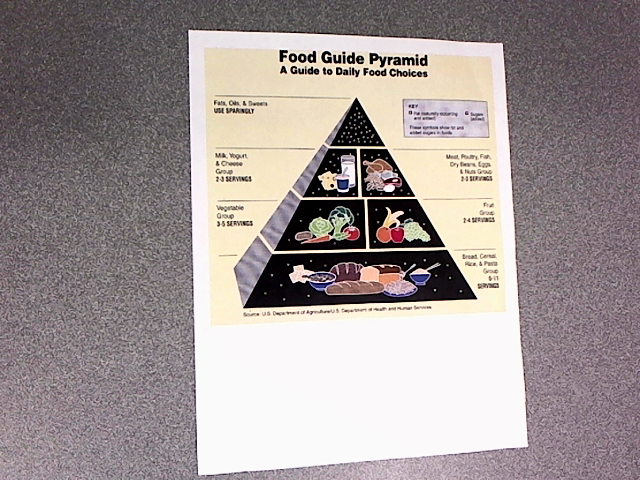 Food Guide Pyramid
A Guide to Daily Food Choices
Fats, Oils, & Sweets
USE SPARINGLY
KEY
Fat (naturally occurring
and added)
Sugars
(added)
These symbols show fat and
added sugars in foods.
Milk, Yogurt,
& Cheese
Group
2-3 SERVINGS
Meat, Poultry, Fish,
Dry Beans, Eggs,
& Nuts Group
2-3 SERVINGS
Vegetable
Group
3-5 SERVINGS
Fruit
Group
2-4 SERVINGS
Bread, Cereal,
Rice, & Pasta
Group
6-11
SERVINGS
Source: U.S. Department of Agriculture/U.S. Department of Health and Human Services